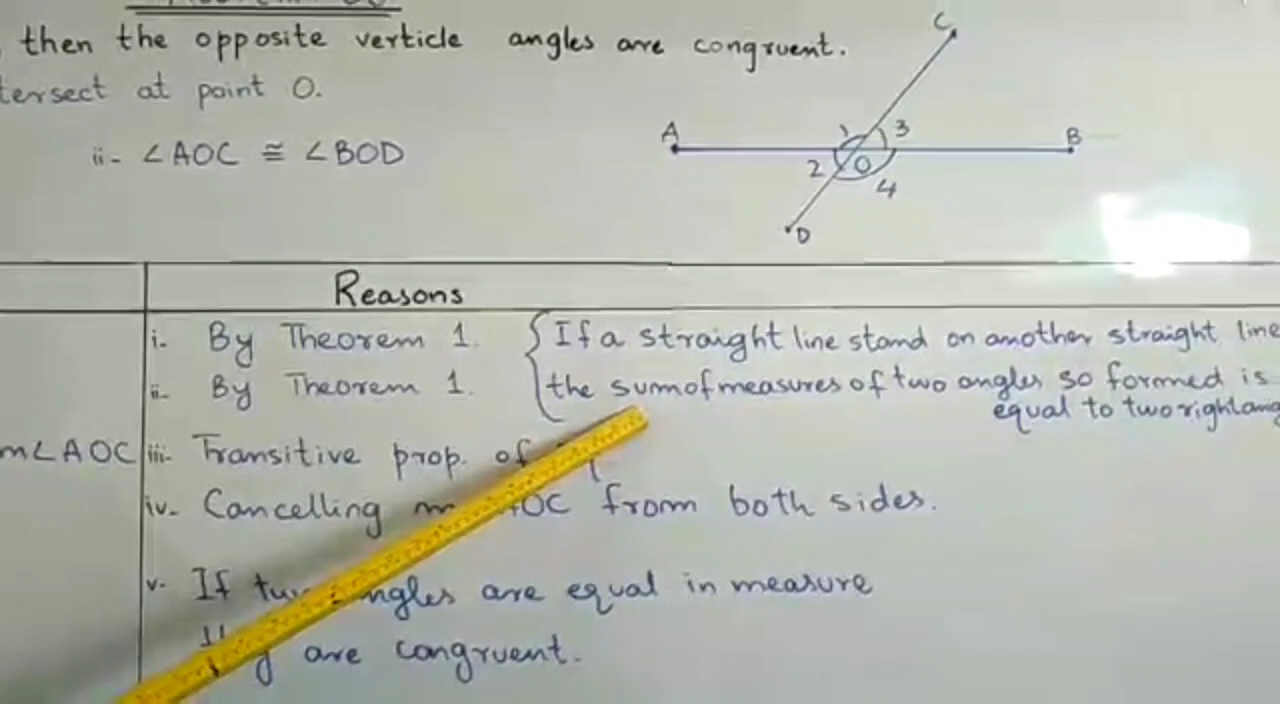 then the opposite verticle angles are congruent.
tersect at point O.
ii- ∠AOC ≅ ∠BOD
C
A
1
3
B
2
O
4
D
Reasons
i. By Theorem 1. {If a straight line stand on another straight line
ii- By Theorem 1. the sum of measures of two angles so formed is
equal to two right ang
m∠AOC iii- Transitive prop. of
iv- Cancelling from both sides.
v- If angles are equal in measure
are congruent.